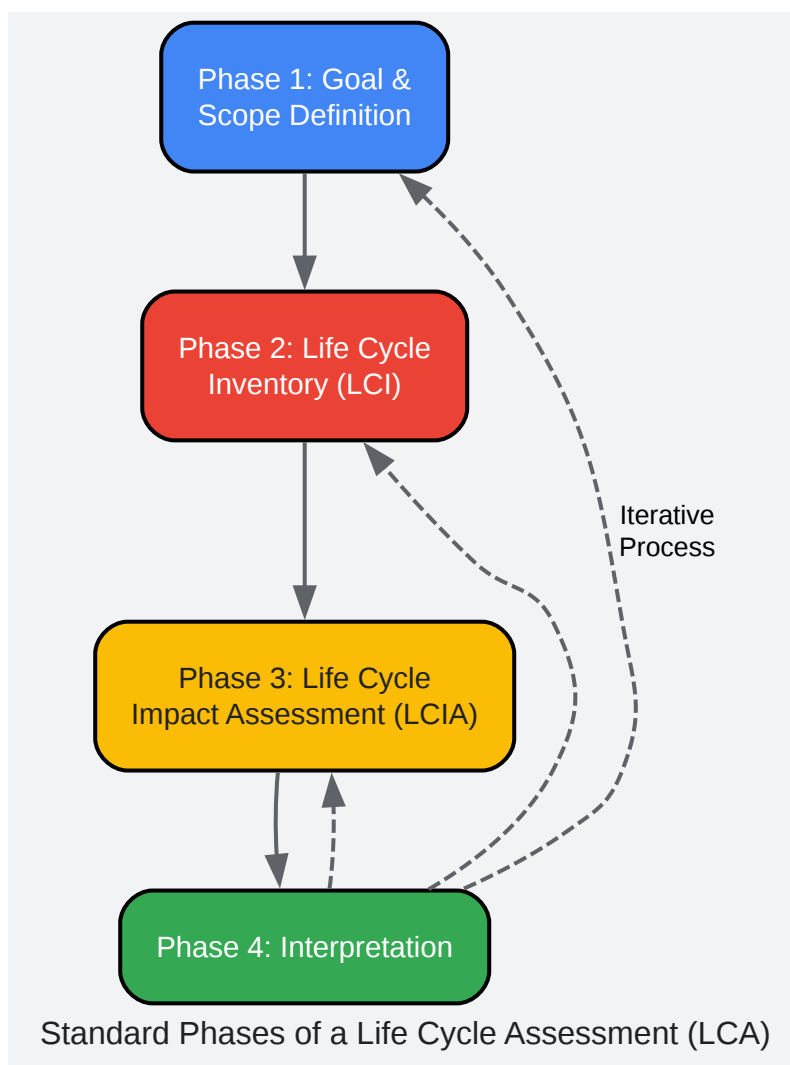 Phase 1: Goal &
Scope Definition
Phase 2: Life Cycle
Inventory (LCI)
Iterative
Process
Phase 3: Life Cycle
Impact Assessment (LCIA)
Phase 4: Interpretation
Standard Phases of a Life Cycle Assessment (LCA)